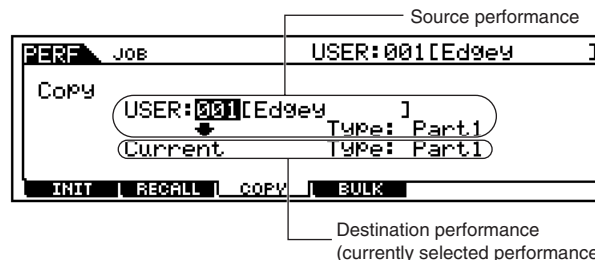 Source performance
PERF JOB USER:001[Edgey ]
Copy
USER:001[Edgey ]
Type: Part1
Current Type: Part1
INIT RECALL COPY BULK
Destination performance
(currently selected performance